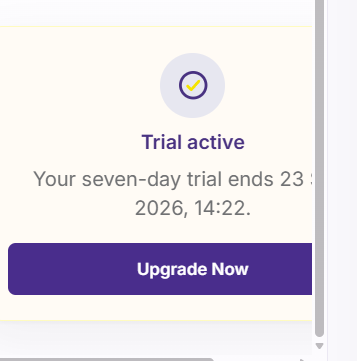 Trial active
Your seven-day trial ends 23
2026, 14:22.
Upgrade Now